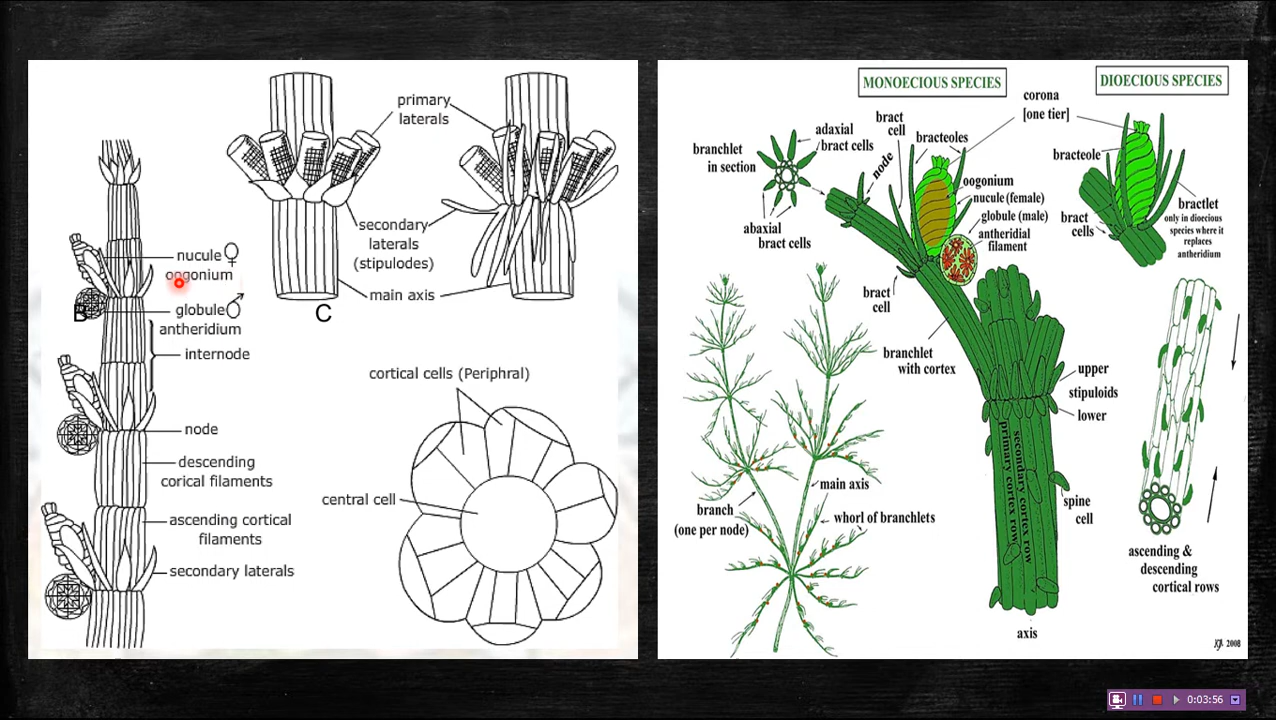 primary
laterals
nucule ♀
oogonium
globule ♂
antheridium
B
internode
node
descending
corical filaments
ascending cortical
filaments
secondary laterals
secondary
laterals
(stipulodes)
main axis
C
cortical cells (Periphral)
central cell
MONOECIOUS SPECIES
DIOECIOUS SPECIES
corona
[one tier]
bract
cell
bracteoles
adaxial
bract cells
branchlet
in section
node
oogonium
nucule (female)
globule (male)
antheridial
filament
abaxial
bract cells
bract
cell
branchlet
with cortex
bracteole
bract
cells
bractlet
only in dioecious
species where it
replaces
antheridium
upper
stipuloids
lower
primary cortex row
secondary cortex row
spine
cell
main axis
branch
(one per node)
whorl of branchlets
ascending &
descending
cortical rows
axis
2008
0:03:56